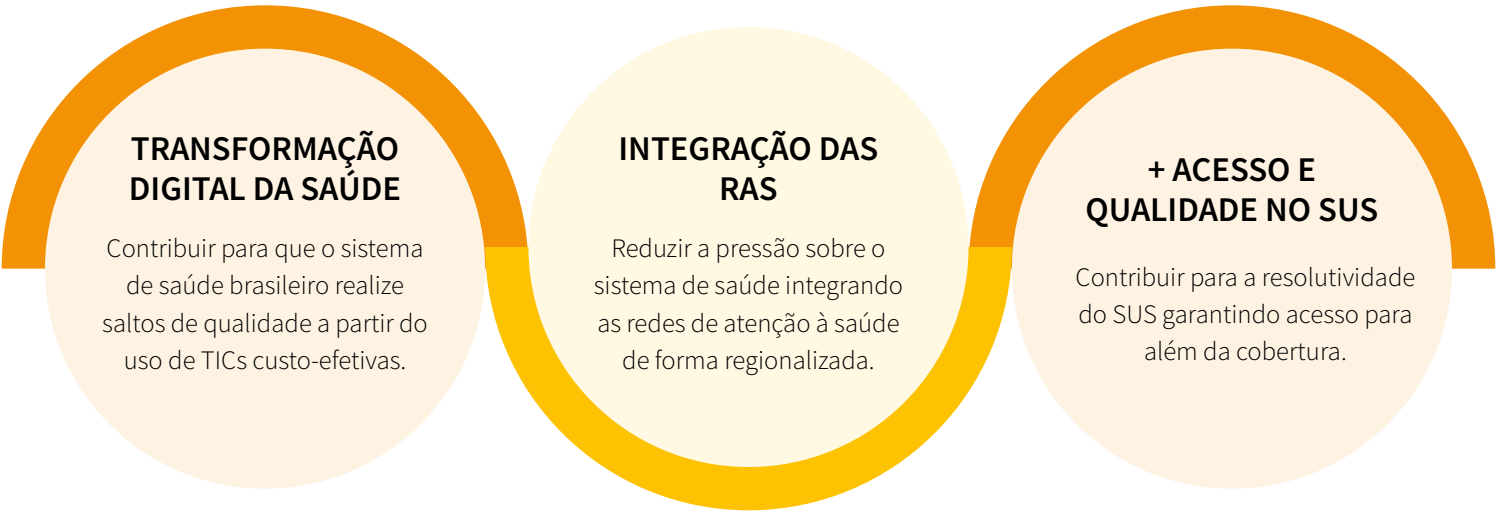 TRANSFORMAÇÃO
DIGITAL DA SAÚDE
Contribuir para que o sistema
de saúde brasileiro realize
saltos de qualidade a partir do
uso de TICs custo-efetivas.
INTEGRAÇÃO DAS
RAS
Reduzir a pressão sobre o
sistema de saúde integrando
as redes de atenção à saúde
de forma regionalizada.
+ ACESSO E
QUALIDADE NO SUS
Contribuir para a resolutividade
do SUS garantindo acesso para
além da cobertura.